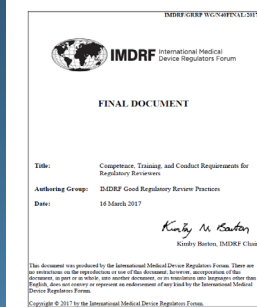 IMDRF/GRRP WG/N40FINAL:2017
IMDRF International Medical
Device Regulators Forum
FINAL DOCUMENT
Title: Competence, Training, and Conduct Requirements for
Regulatory Reviewers
Authoring Group: IMDRF Good Regulatory Review Practices
Date: 16 March 2017
Kimby Barton, IMDRF Chair
This document was produced by the International Medical Device Regulators Forum. There are
no restrictions on the reproduction or use of this document; however, incorporation of this
document, in part or in whole, into another document, or its translation into languages other than
English, does not convey or represent an endorsement of any kind by the International Medical
Device Regulators Forum.
Copyright © 2017 by the International Medical Device Regulators Forum.